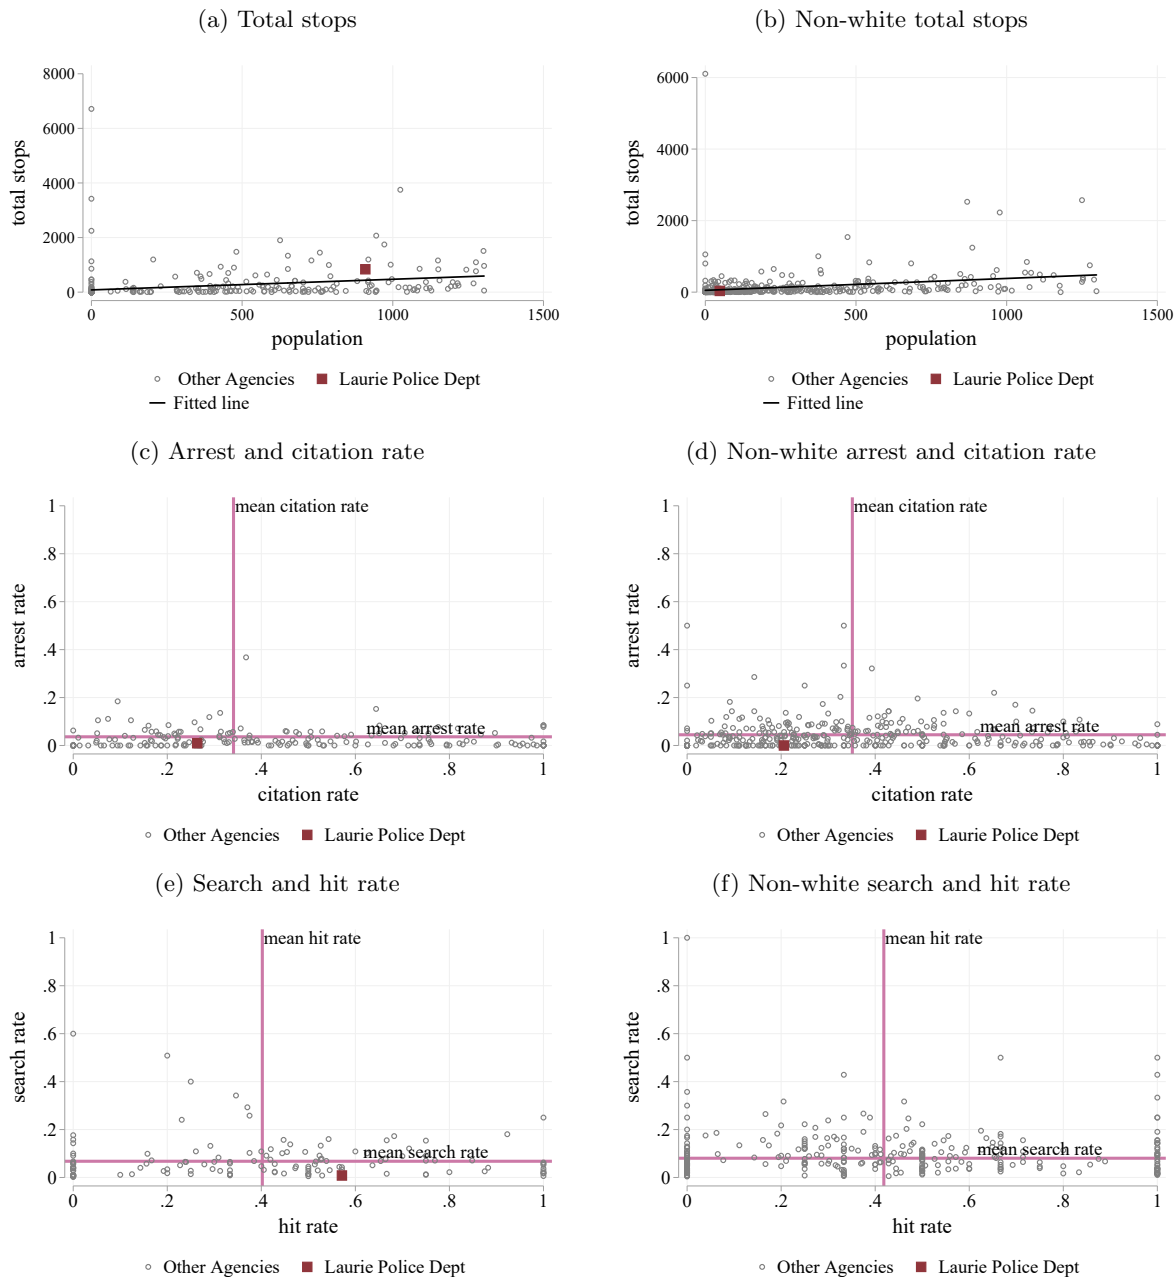 (a) Total stops
8000
6000
4000
2000
0
total stops
0 500 1000 1500
population
Other Agencies Laurie Police Dept
Fitted line
(b) Non-white total stops
6000
4000
2000
0
total stops
0 500 1000 1500
population
Other Agencies Laurie Police Dept
Fitted line
(c) Arrest and citation rate
1
.8
.6
.4
.2
0
arrest rate
mean citation rate
mean arrest rate
0 .2 .4 .6 .8 1
citation rate
Other Agencies Laurie Police Dept
(d) Non-white arrest and citation rate
1
.8
.6
.4
.2
0
arrest rate
mean citation rate
mean arrest rate
0 .2 .4 .6 .8 1
citation rate
Other Agencies Laurie Police Dept
(e) Search and hit rate
1
.8
.6
.4
.2
0
search rate
mean hit rate
mean search rate
0 .2 .4 .6 .8 1
hit rate
Other Agencies Laurie Police Dept
(f) Non-white search and hit rate
1
.8
.6
.4
.2
0
search rate
mean hit rate
mean search rate
0 .2 .4 .6 .8 1
hit rate
Other Agencies Laurie Police Dept